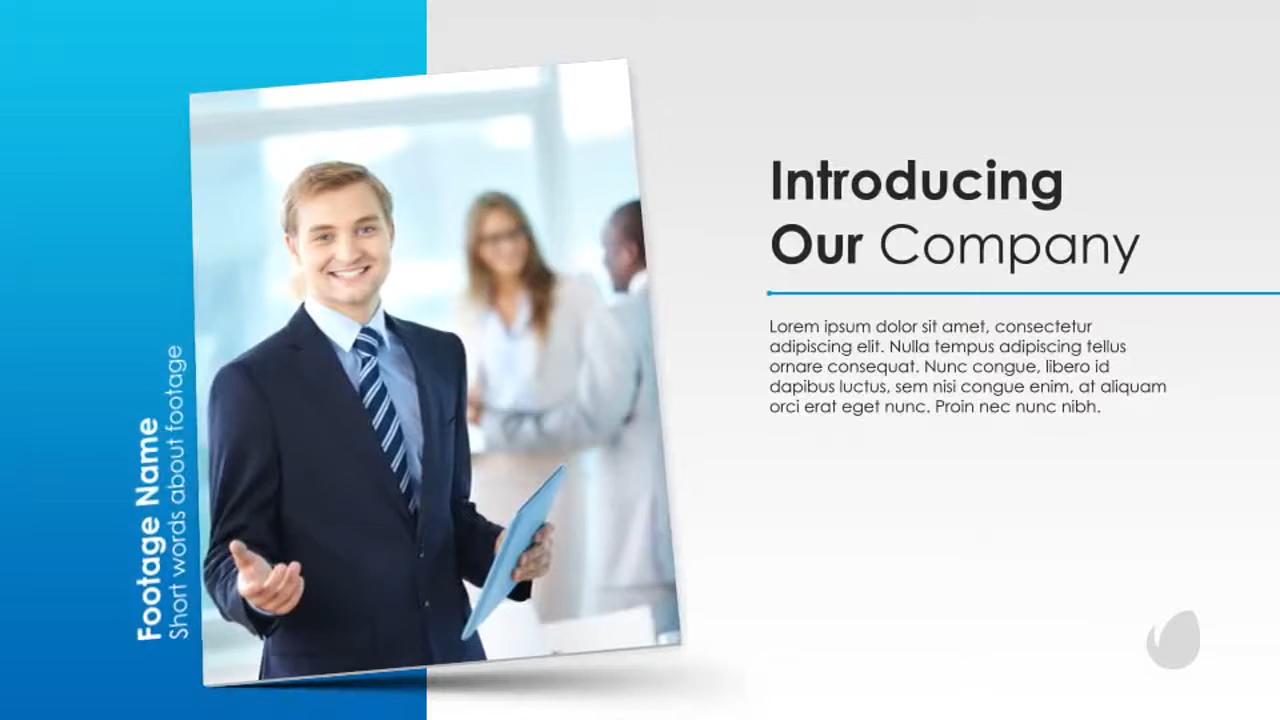 Footage Name
Short words about footage
Introducing
Our Company
Lorem ipsum dolor sit amet, consectetur
adipiscing elit. Nulla tempus adipiscing tellus
ornare consequat. Nunc congue, libero id
dapibus luctus, sem nisi congue enim, at aliquam
orci erat eget nunc. Proin nec nunc nibh.